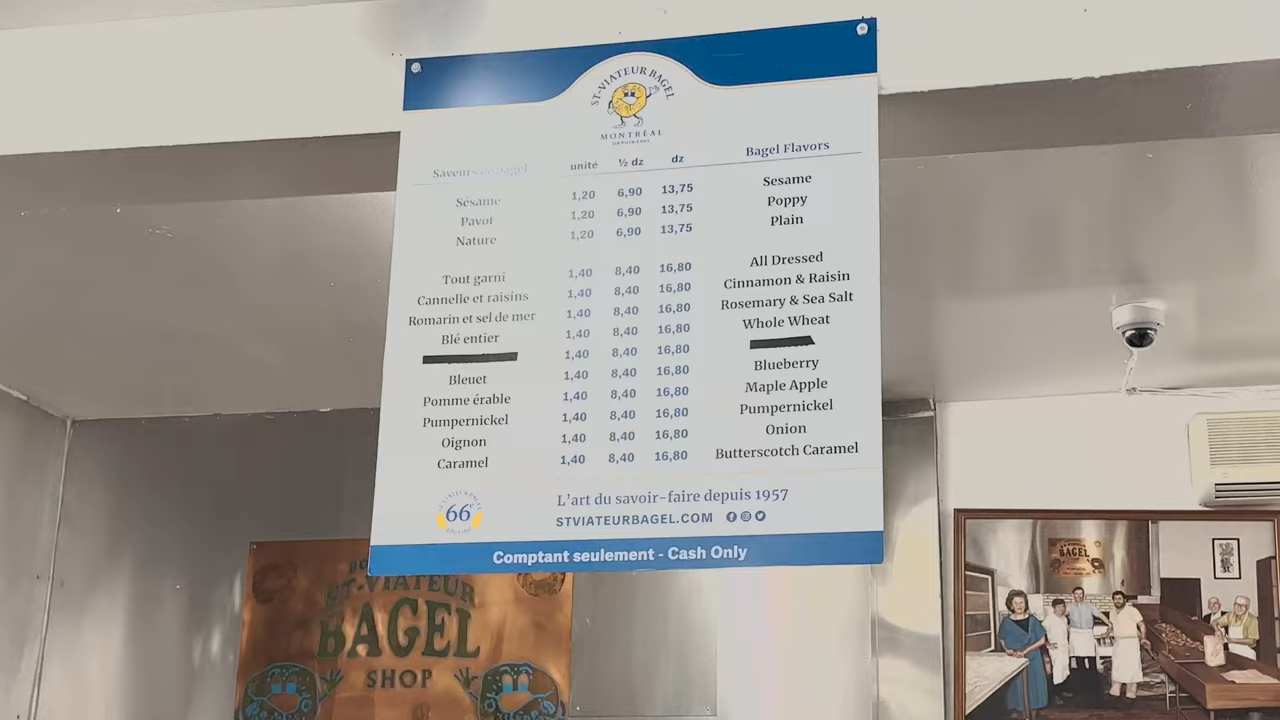 ST-VIATEUR BAGEL
MONTRÉAL
DEPUIS 1957
Saveurs de Bagel unité ½ dz dz Bagel Flavors
Sésame 1,20 6,90 13,75 Sesame
Pavot 1,20 6,90 13,75 Poppy
Nature 1,20 6,90 13,75 Plain
Tout garni 1,40 8,40 16,80 All Dressed
Cannelle et raisins 1,40 8,40 16,80 Cinnamon & Raisin
Romarin et sel de mer 1,40 8,40 16,80 Rosemary & Sea Salt
Blé entier 1,40 8,40 16,80 Whole Wheat
1,40 8,40 16,80
Bleuet 1,40 8,40 16,80 Blueberry
Pomme érable 1,40 8,40 16,80 Maple Apple
Pumpernickel 1,40 8,40 16,80 Pumpernickel
Oignon 1,40 8,40 16,80 Onion
Caramel 1,40 8,40 16,80 Butterscotch Caramel
66e
L'art du savoir-faire depuis 1957
STVIATEURBAGEL.COM
Comptant seulement - Cash Only
ST-VIATEUR
BAGEL
SHOP
BAGEL